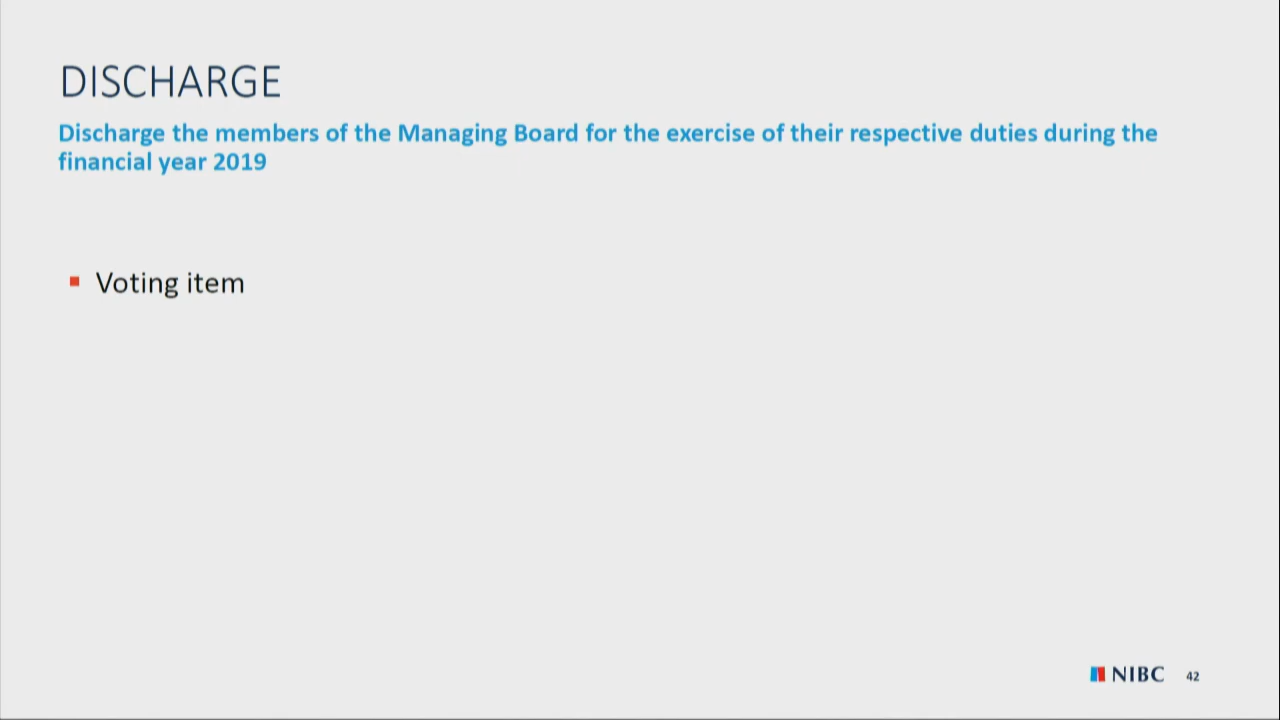 DISCHARGE
Discharge the members of the Managing Board for the exercise of their respective duties during the
financial year 2019
Voting item
NIBC 42